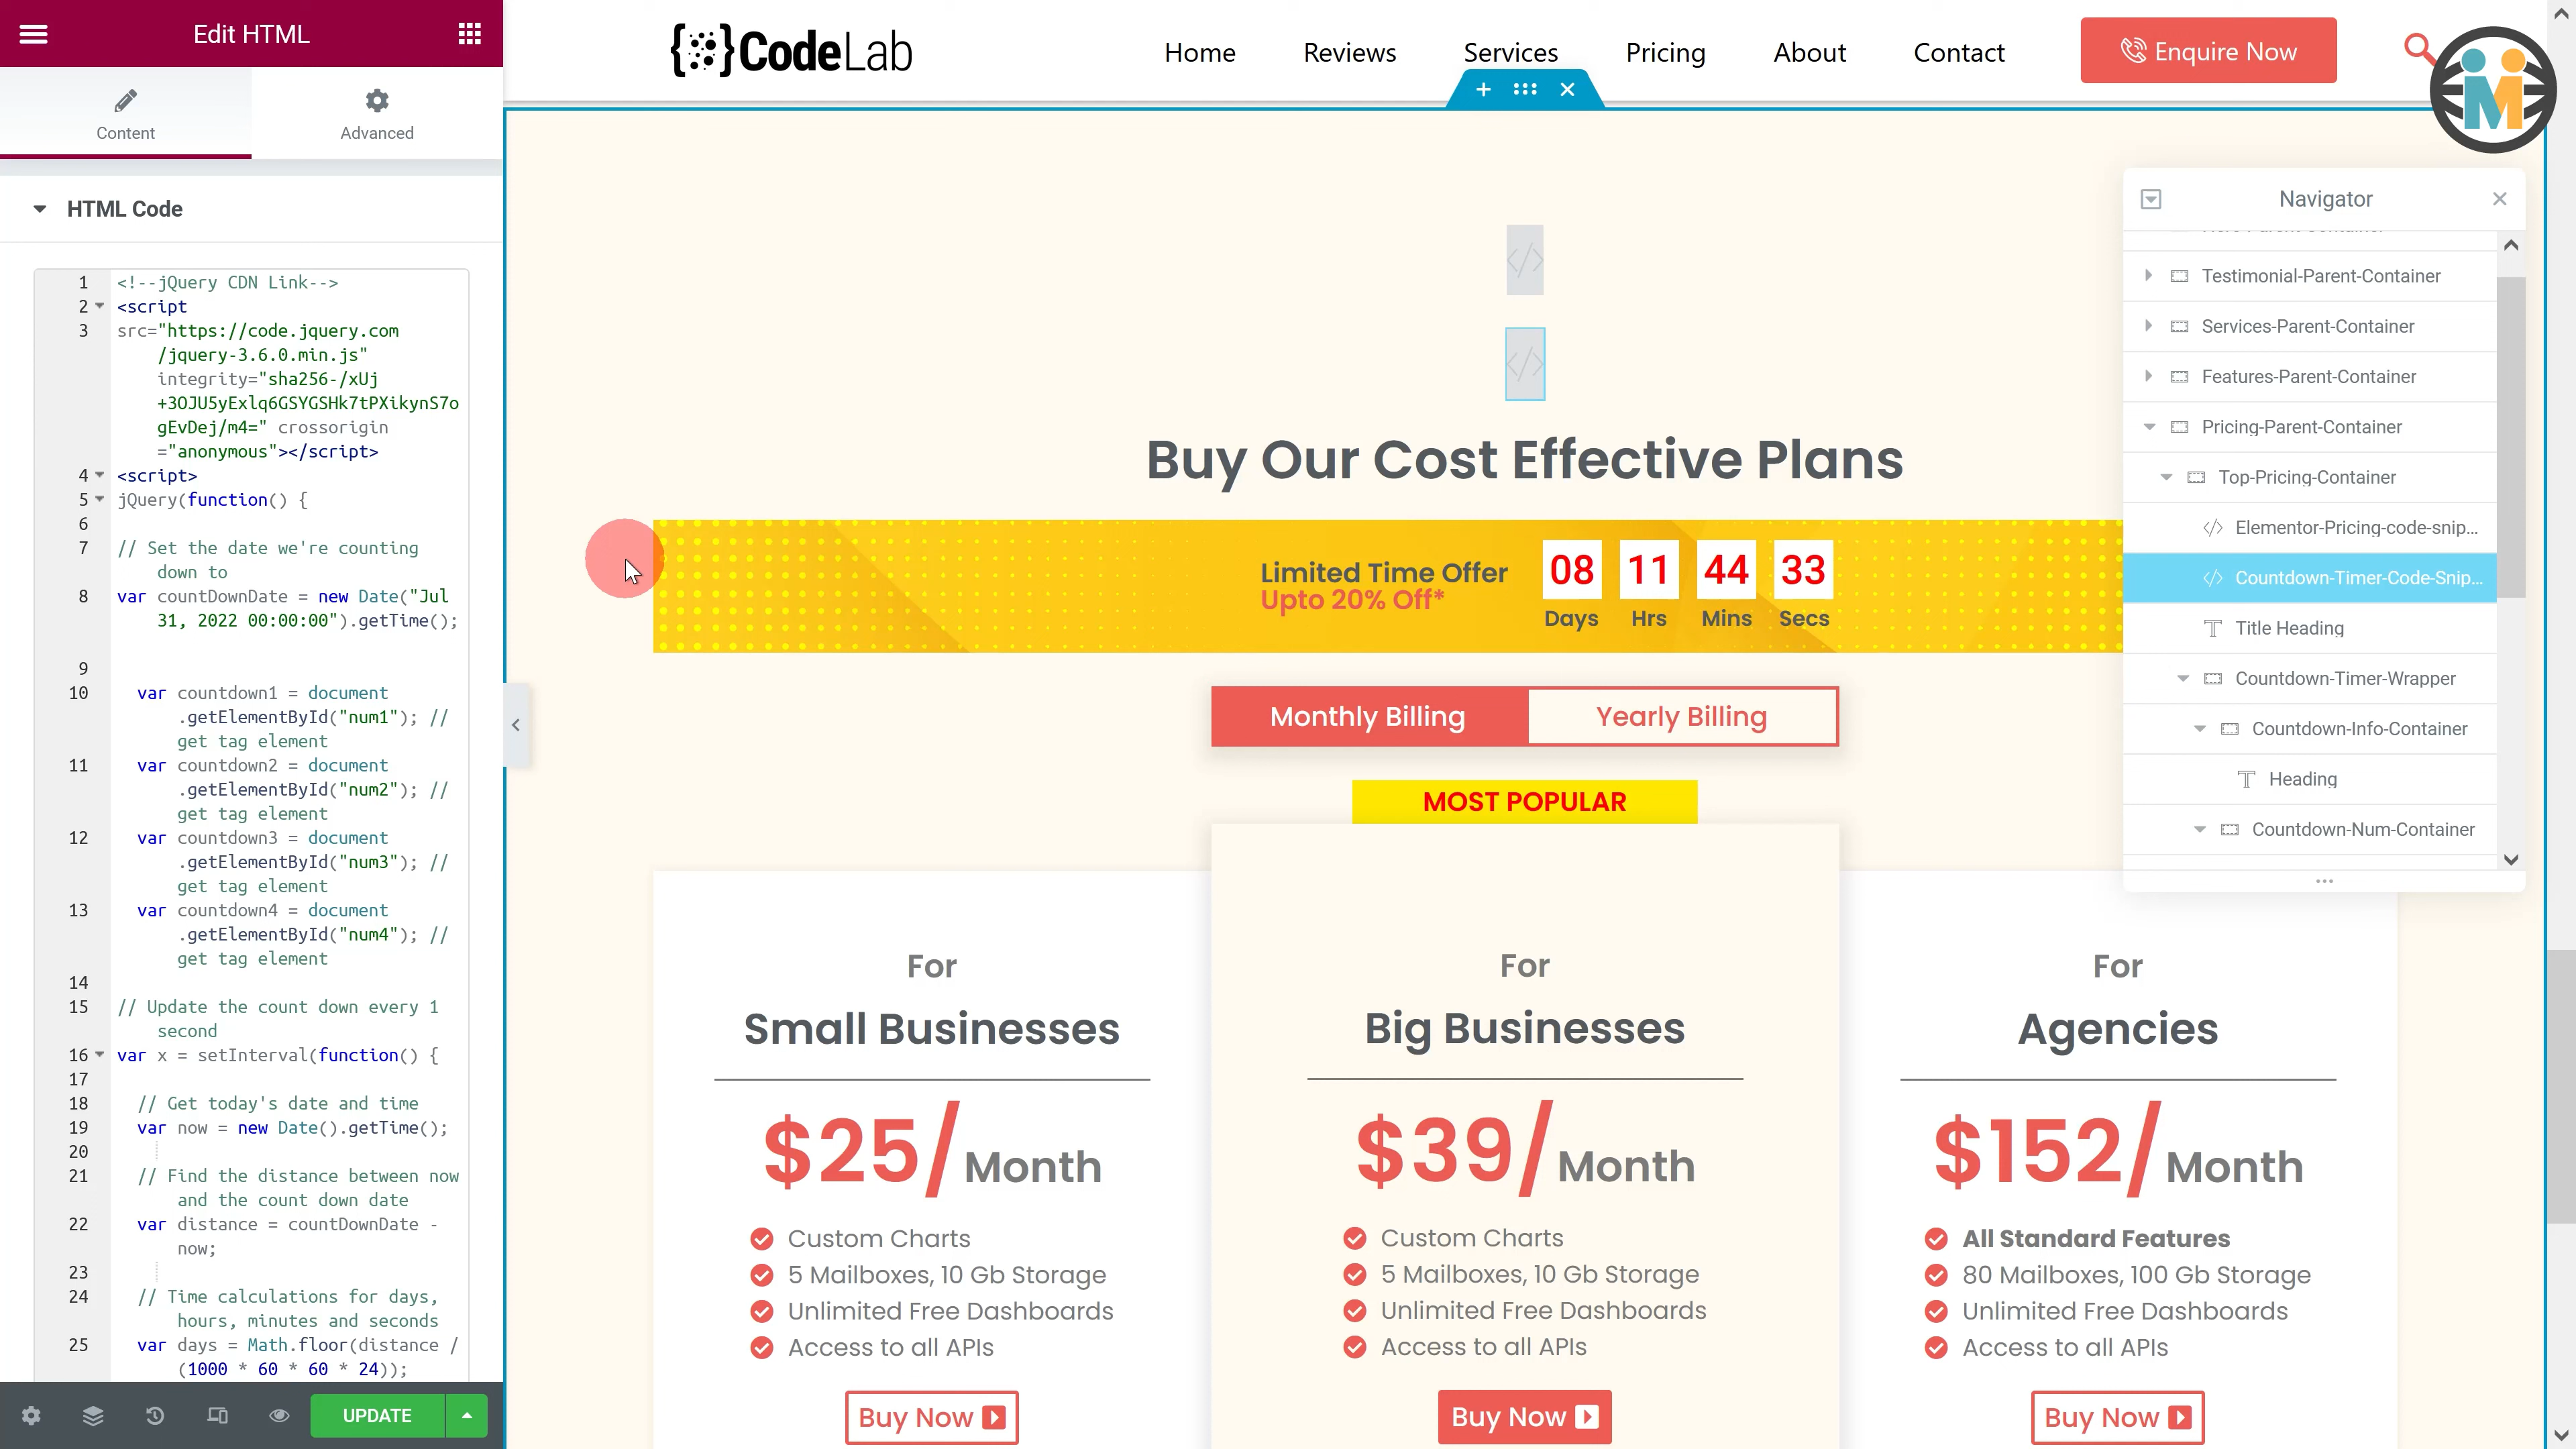 Edit HTML
Content
Advanced
HTML Code
1 <!--jQuery CDN Link-->
2 <script
3 src="https://code.jquery.com
/jquery-3.6.0.min.js"
integrity="sha256-/xUj
+3OJU5yExlq6GSYGSHk7tPXikynS7o
gEvDej/m4=" crossorigin
="anonymous"></script>
4 <script>
5 jQuery(function() {
6
7 // Set the date we're counting
down to
8 var countDownDate = new Date("Jul
31, 2022 00:00:00").getTime();
9
10 var countdown1 = document
.getElementById("num1"); //
get tag element
11 var countdown2 = document
.getElementById("num2"); //
get tag element
12 var countdown3 = document
.getElementById("num3"); //
get tag element
13 var countdown4 = document
.getElementById("num4"); //
get tag element
14
15 // Update the count down every 1
second
16 var x = setInterval(function() {
17
18 // Get today's date and time
19 var now = new Date().getTime();
20
21 // Find the distance between now
and the count down date
22 var distance = countDownDate -
now;
23
24 // Time calculations for days,
hours, minutes and seconds
25 var days = Math.floor(distance /
(1000 * 60 * 60 * 24));
UPDATE
{}CodeLab
Home Reviews Services Pricing About Contact
Enquire Now
M
Buy Our Cost Effective Plans
Limited Time Offer
Upto 20% Off*
08 11 44 33
Days Hrs Mins Secs
Monthly Billing
Yearly Billing
MOST POPULAR
For
Small Businesses
$25/Month
Custom Charts
5 Mailboxes, 10 Gb Storage
Unlimited Free Dashboards
Access to all APIs
Buy Now
For
Big Businesses
$39/Month
Custom Charts
5 Mailboxes, 10 Gb Storage
Unlimited Free Dashboards
Access to all APIs
Buy Now
For
Agencies
$152/Month
All Standard Features
80 Mailboxes, 100 Gb Storage
Unlimited Free Dashboards
Access to all APIs
Buy Now
Navigator
Testimonial-Parent-Container
Services-Parent-Container
Features-Parent-Container
Pricing-Parent-Container
Top-Pricing-Container
Elementor-Pricing-code-snip...
Countdown-Timer-Code-Snip...
Title Heading
Countdown-Timer-Wrapper
Countdown-Info-Container
Heading
Countdown-Num-Container